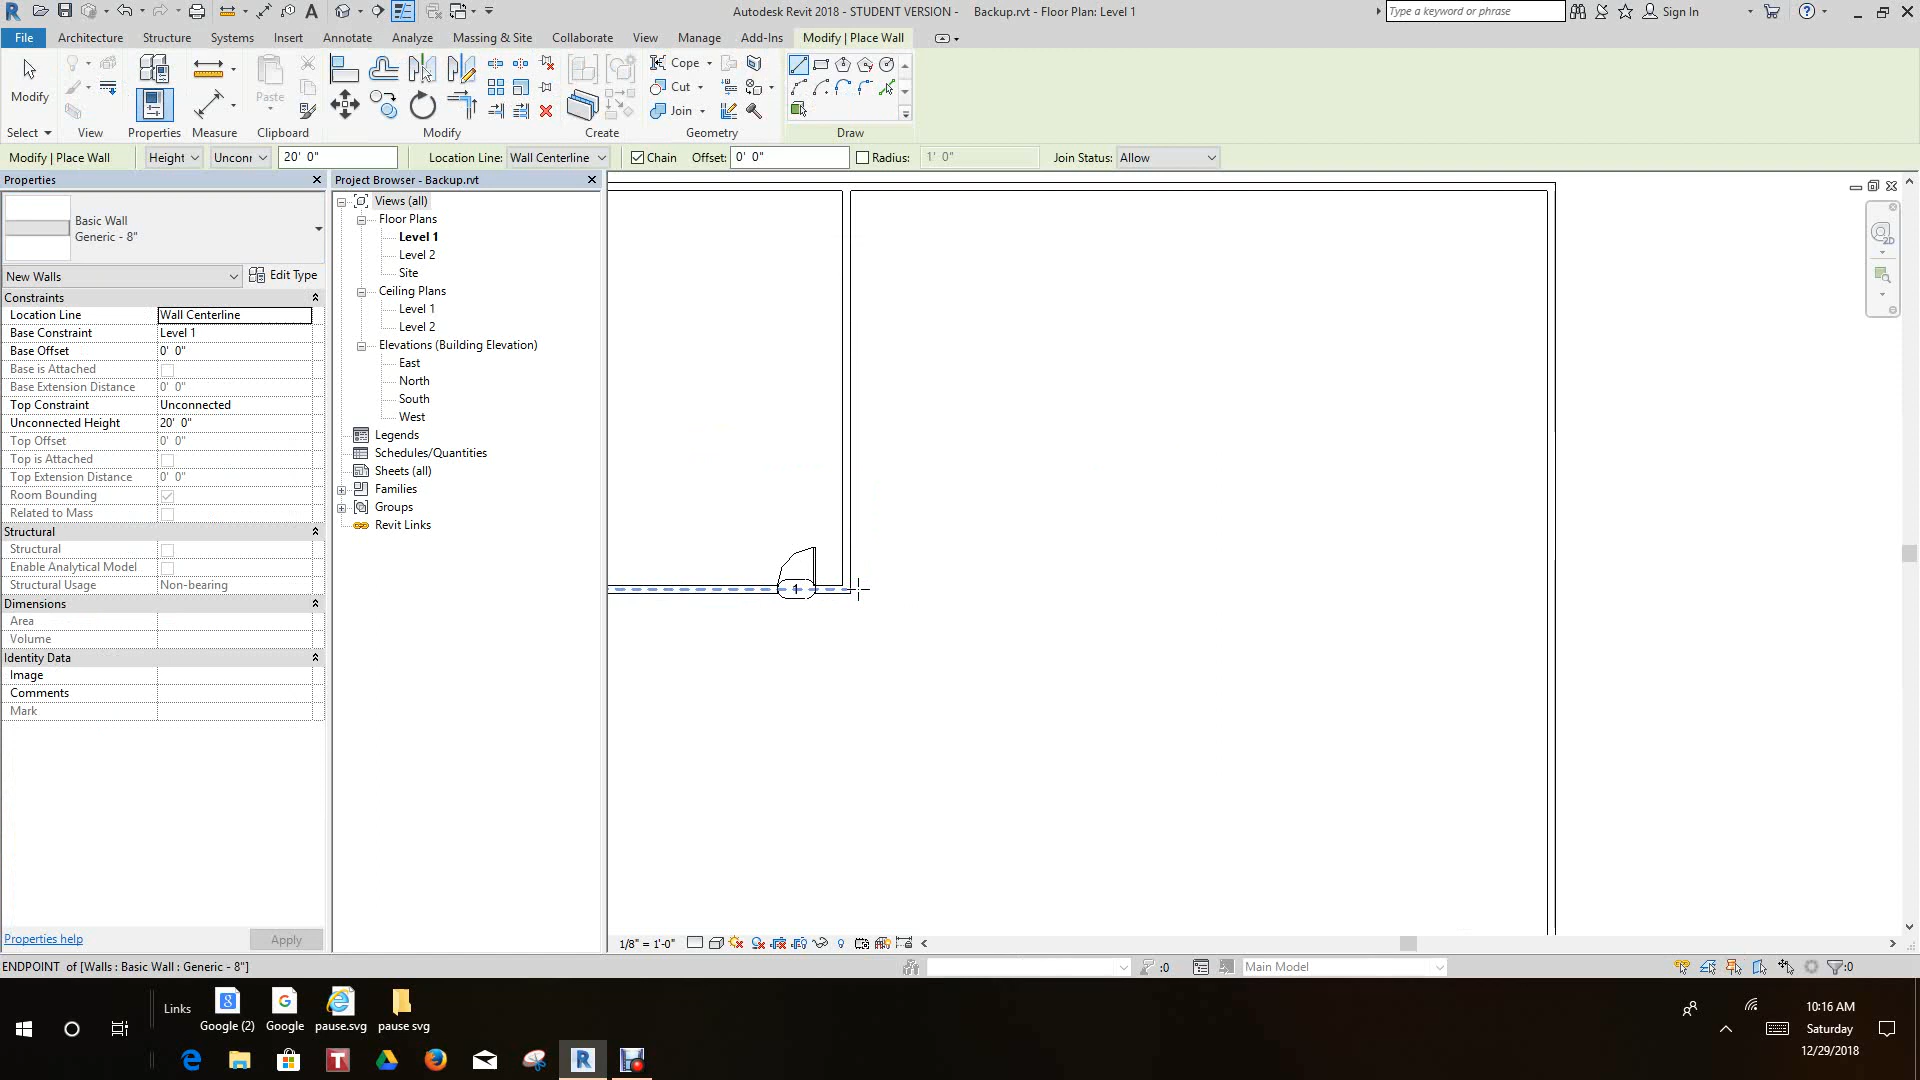 Autodesk Revit 2018 - STUDENT VERSION - Backup.rvt - Floor Plan: Level 1
Type a keyword or phrase
Sign In
File Architecture Structure Systems Insert Annotate Analyze Massing & Site Collaborate View Manage Add-Ins Modify | Place Wall
Modify
Paste
Cope
Cut
Join
Select View Properties Measure Clipboard Modify Create Geometry Draw
Modify | Place Wall Height Unconr 20' 0" Location Line: Wall Centerline Chain Offset: 0' 0" Radius: 1' 0" Join Status: Allow
Properties
Basic Wall
Generic - 8"
New Walls Edit Type
Constraints
Location Line Wall Centerline
Base Constraint Level 1
Base Offset 0' 0"
Base is Attached
Base Extension Distance 0' 0"
Top Constraint Unconnected
Unconnected Height 20' 0"
Top Offset 0' 0"
Top is Attached
Top Extension Distance 0' 0"
Room Bounding
Related to Mass
Structural
Structural
Enable Analytical Model
Structural Usage Non-bearing
Dimensions
Area
Volume
Identity Data
Image
Comments
Mark
Properties help Apply
Project Browser - Backup.rvt
Views (all)
Floor Plans
Level 1
Level 2
Site
Ceiling Plans
Level 1
Level 2
Elevations (Building Elevation)
East
North
South
West
Legends
Schedules/Quantities
Sheets (all)
Families
Groups
Revit Links
2D
1
1/8" = 1'-0"
ENDPOINT of [Walls : Basic Wall : Generic - 8"]
:0
Main Model
:0
Links
Google (2) Google pause.svg pause svg
10:16 AM
Saturday
12/29/2018